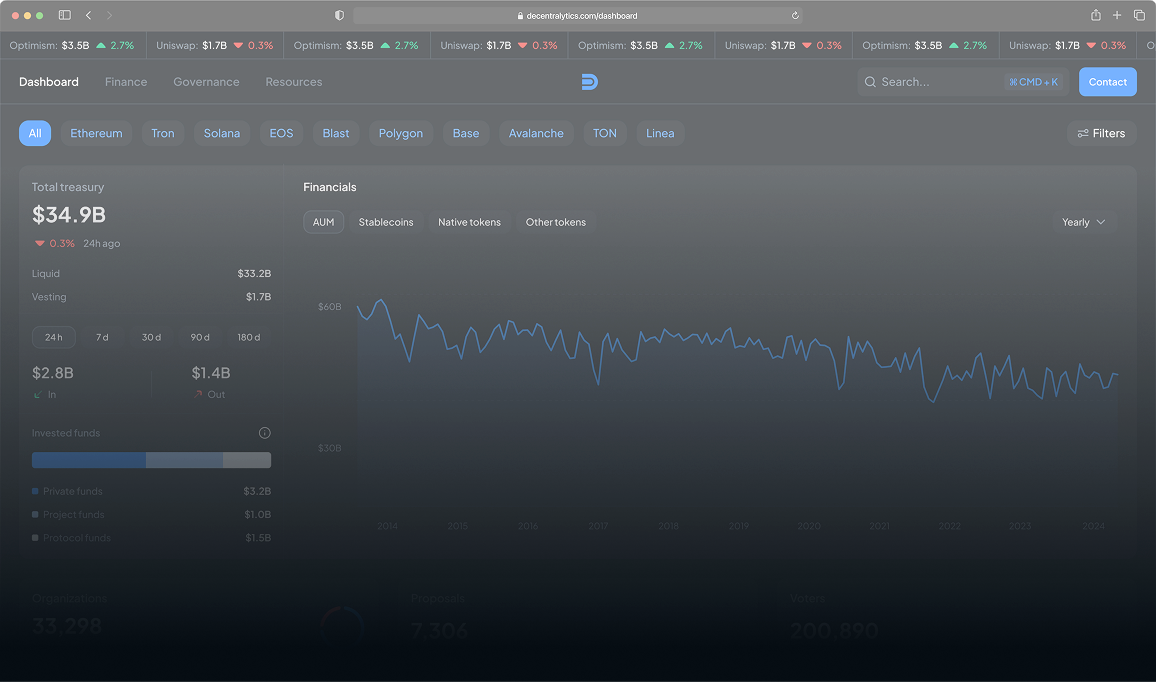 decentralytics.com/dashboard
Optimism: $3.5B 2.7% Uniswap: $1.7B 0.3% Optimism: $3.5B 2.7% Uniswap: $1.7B 0.3% Optimism: $3.5B 2.7% Uniswap: $1.7B 0.3% Optimism: $3.5B 2.7% Uniswap: $1.7B 0.3% O
Dashboard Finance Governance Resources Search... ⌘ CMD + K Contact
All Ethereum Tron Solana EOS Blast Polygon Base Avalanche TON Linea Filters
Total treasury
$34.9B
0.3% 24h ago
Liquid $33.2B
Vesting $1.7B
24 h 7 d 30 d 90 d 180 d
$2.8B $1.4B
In Out
Invested funds
Private funds $3.2B
Project funds $1.0B
Protocol funds $1.5B
Financials
AUM Stablecoins Native tokens Other tokens Yearly
$60B
$30B
2014 2015 2016 2017 2018 2019 2020 2021 2022 2023 2024
Organizations Proposals Voters
33,298 7,306 200,890